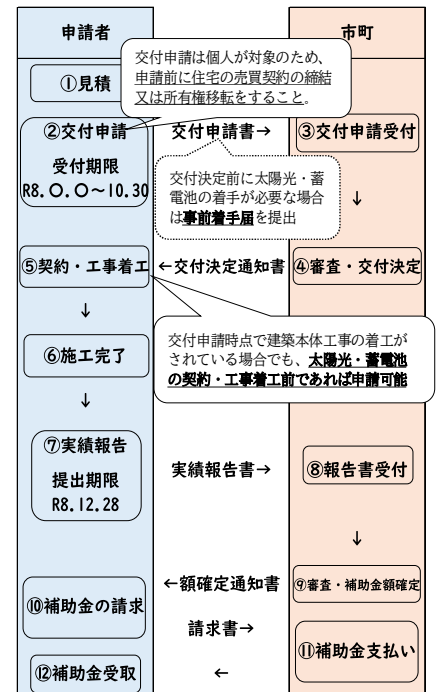 申請者
市町
①見積
交付申請は個人が対象のため、
申請前に住宅の売買契約の締結
又は所有権移転をすること。
②交付申請
受付期限
R8.〇.〇~10.30
交付申請書→
③交付申請受付
交付決定前に太陽光・蓄
電池の着手が必要な場合
は事前着手届を提出
↓
⑤契約・工事着工
←交付決定通知書
④審査・交付決定
↓
交付申請時点で建築本体工事の着工が
されている場合でも、太陽光・蓄電池
の契約・工事着工前であれば申請可能
⑥施工完了
↓
⑦実績報告
提出期限
R8.12.28
実績報告書→
⑧報告書受付
↓
←額確定通知書
⑨審査・補助金額確定
⑩補助金の請求
請求書→
⑪補助金支払い
⑫補助金受取
←